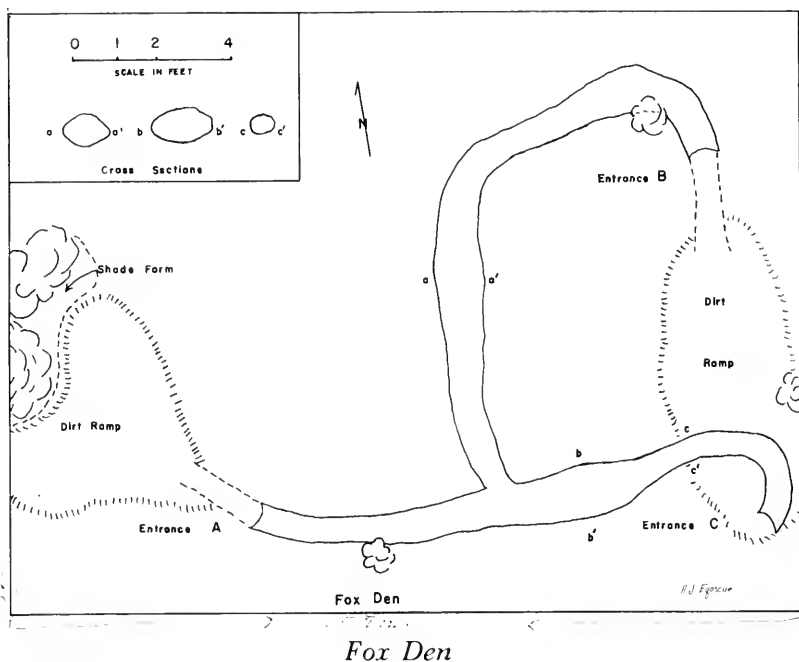 0 1 2 4
SCALE IN FEET
a a' b b' c c'
Cross Sections
N
Entrance B
Shade Form
a a'
Dirt
Ramp
Dirt Ramp
c
b
c'
Entrance A
Entrance C
b'
Fox Den
H J Egoscue
Fox Den